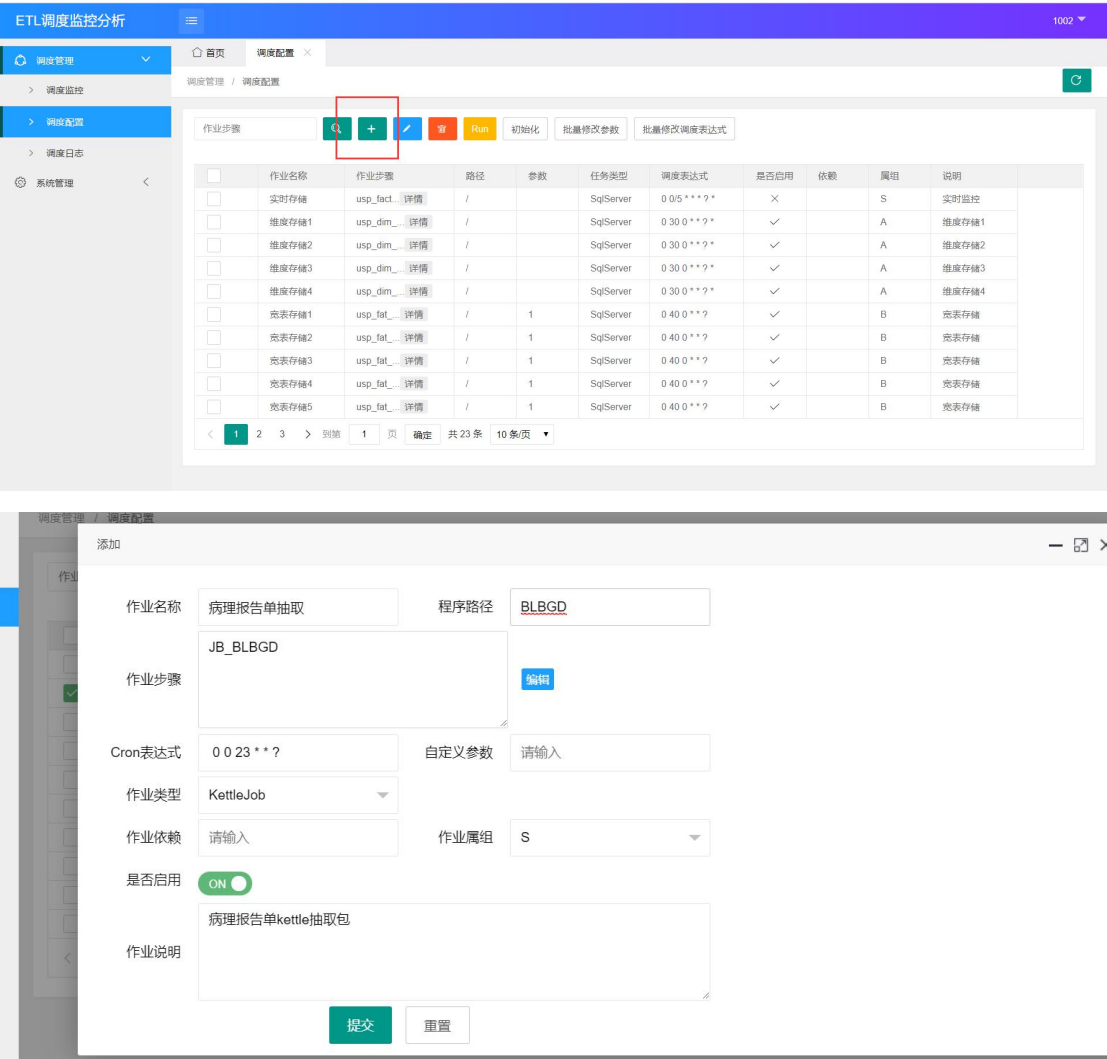 ETL调度监控分析 1002
调度管理 首页 调度配置
调度监控 调度管理 / 调度配置
调度配置 作业步骤 Run 初始化 批量修改参数 批量修改调度表达式
调度日志
系统管理
作业名称 作业步骤 路径 参数 任务类型 调度表达式 是否启用 依赖 属组 说明
实时存储 usp_fact... 详情 / SqlServer 0 0/5 * * * ? * S 实时监控
维度存储1 usp_dim_... 详情 / SqlServer 0 30 0 * * ? * A 维度存储1
维度存储2 usp_dim_... 详情 / SqlServer 0 30 0 * * ? * A 维度存储2
维度存储3 usp_dim_... 详情 / SqlServer 0 30 0 * * ? * A 维度存储3
维度存储4 usp_dim_... 详情 / SqlServer 0 30 0 * * ? * A 维度存储4
宽表存储1 usp_fat_... 详情 / 1 SqlServer 0 40 0 * * ? B 宽表存储
宽表存储2 usp_fat_... 详情 / 1 SqlServer 0 40 0 * * ? B 宽表存储
宽表存储3 usp_fat_... 详情 / 1 SqlServer 0 40 0 * * ? B 宽表存储
宽表存储4 usp_fat_... 详情 / 1 SqlServer 0 40 0 * * ? B 宽表存储
宽表存储5 usp_fat_... 详情 / 1 SqlServer 0 40 0 * * ? B 宽表存储
1 2 3 到第 1 页 确定 共 23 条 10 条/页
调度管理 / 调度配置
添加
作业名称 病理报告单抽取 程序路径 BLBGD
作业步骤 JB_BLBGD 编辑
Cron表达式 0 0 23 * * ? 自定义参数 请输入
作业类型 KettleJob
作业依赖 请输入 作业属组 S
是否启用 ON
作业说明 病理报告单kettle抽取包
提交 重置